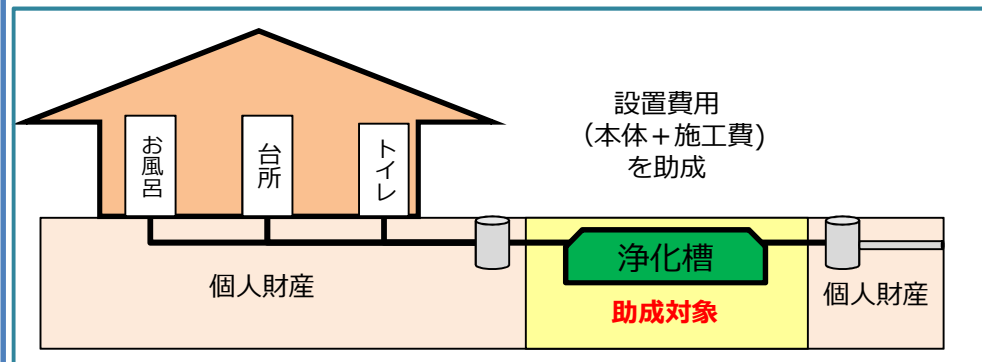 設置費用
（本体＋施工費)
を助成
お風呂
台所
トイレ
浄化槽
個人財産
助成対象
個人財産